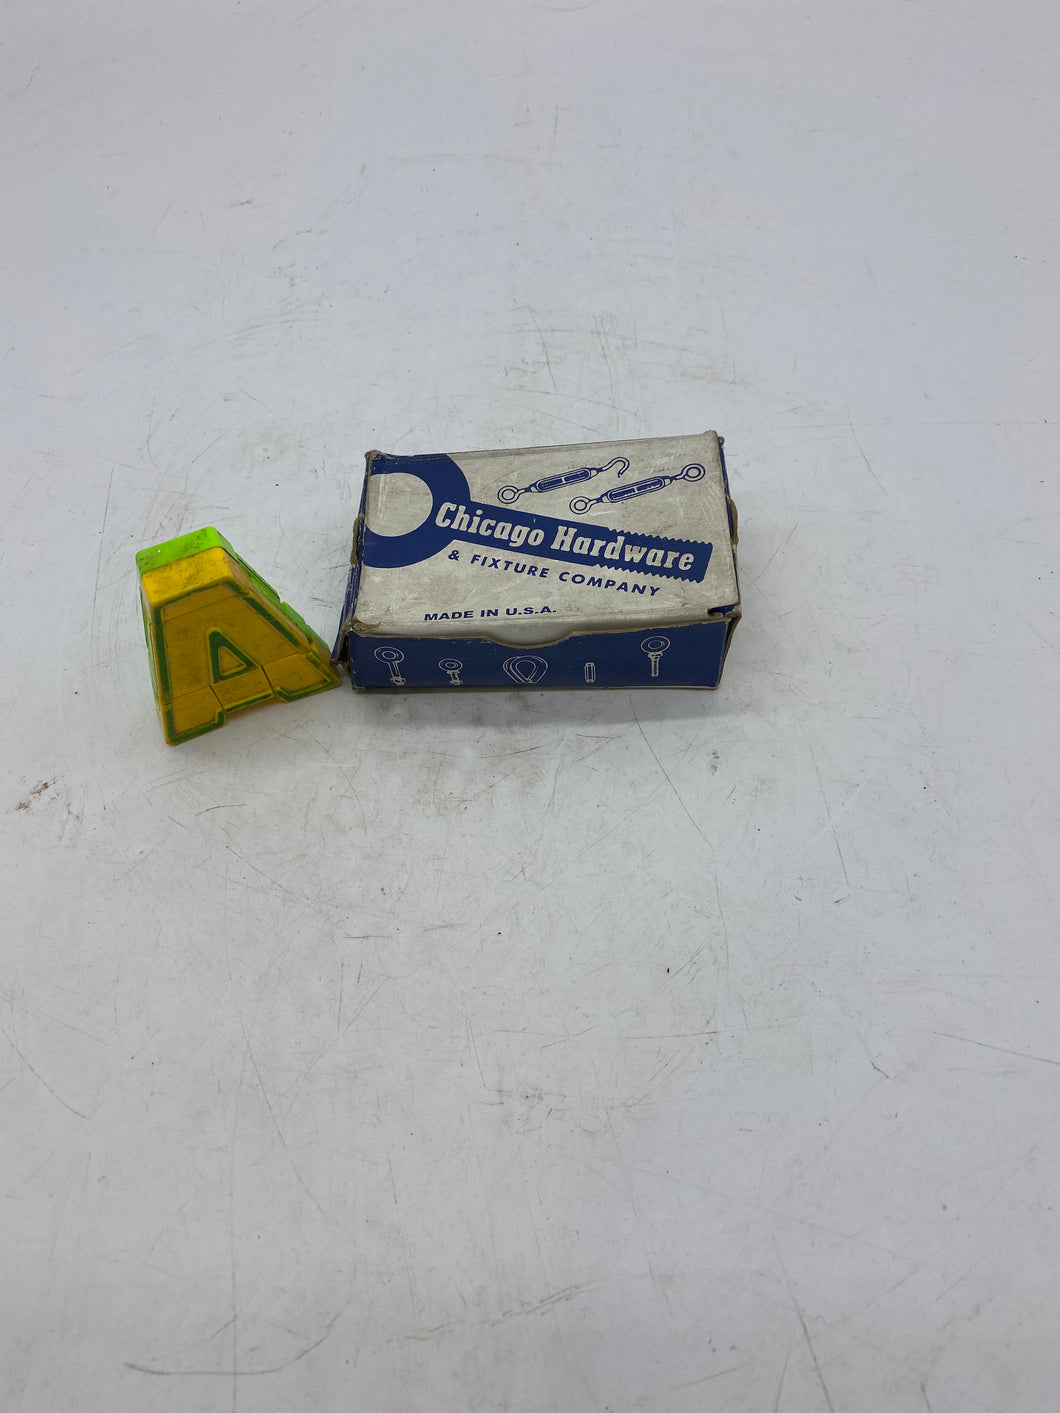 A
Chicago Hardware
& FIXTURE COMPANY
MADE IN U.S.A.